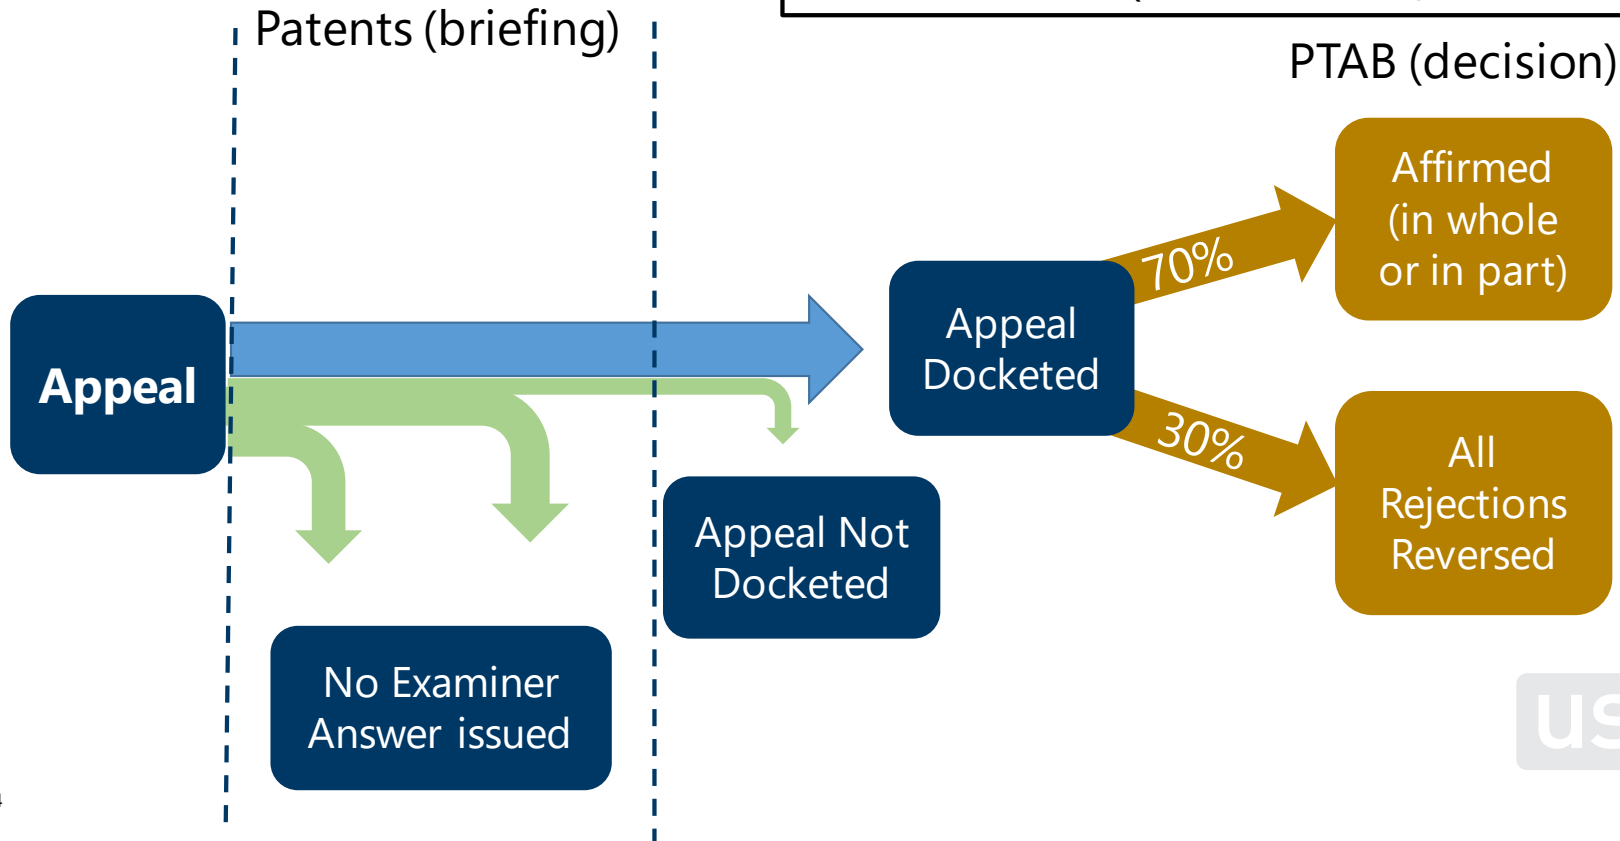 Patents (briefing)
PTAB (decision)
Affirmed
(in whole
or in part)
70%
Appeal
Docketed
Appeal
30%
All
Rejections
Reversed
Appeal Not
Docketed
No Examiner
Answer issued
us